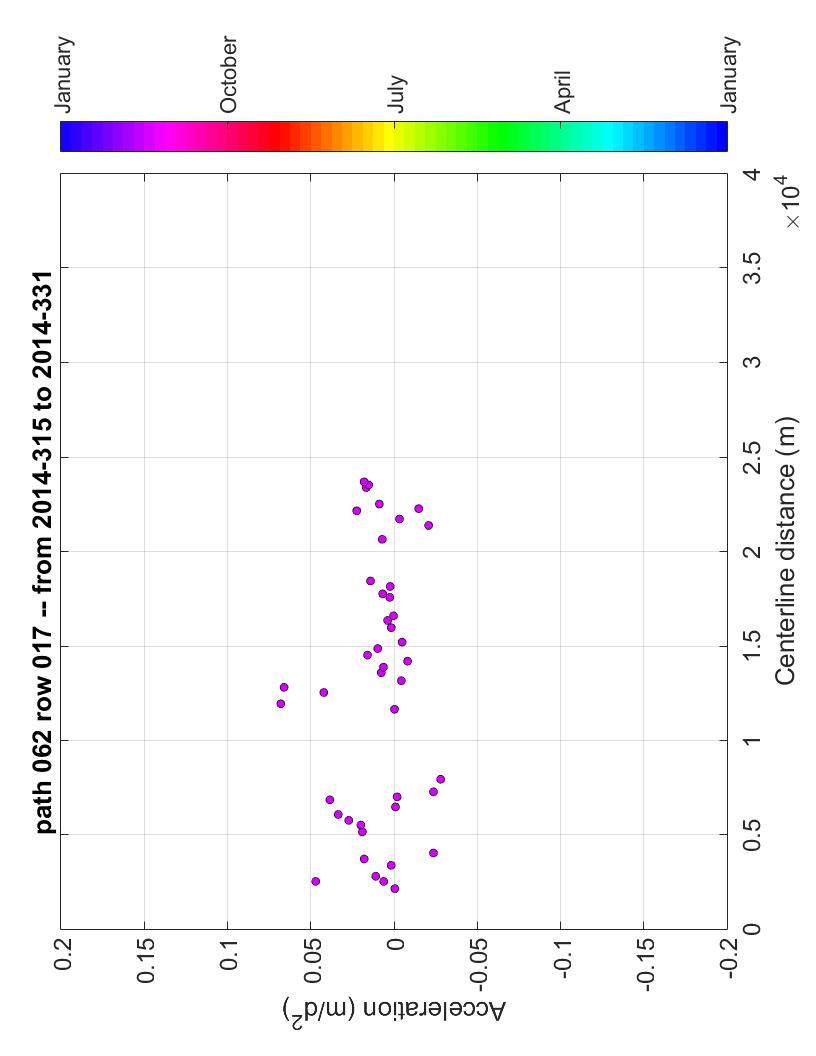 path 062 row 017 -- from 2014-315 to 2014-331
0.2
0.15
0.1
0.05
0
-0.05
-0.1
-0.15
-0.2
Acceleration (m/d²)
0
0.5
1
1.5
2
2.5
3
3.5
4
×10⁴
Centerline distance (m)
January
October
July
April
January